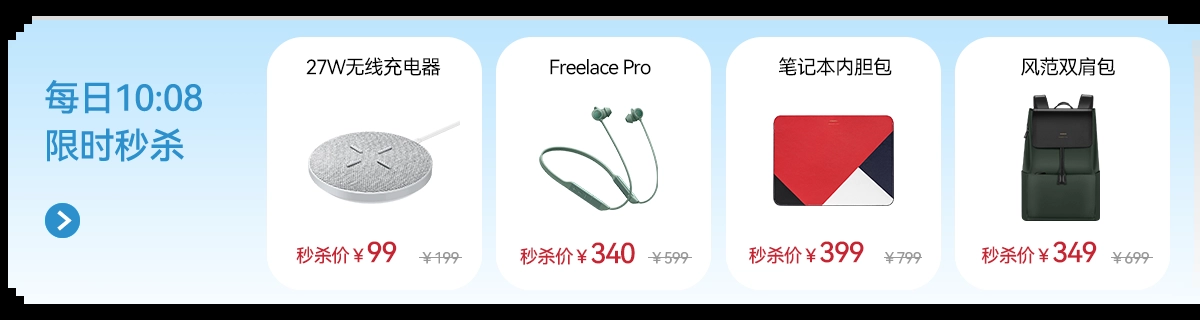 每日10:08
限时秒杀
27W无线充电器
秒杀价¥99 ¥199
Freelace Pro
秒杀价¥340 ¥599
笔记本内胆包
秒杀价¥399 ¥799
风范双肩包
秒杀价¥349 ¥699